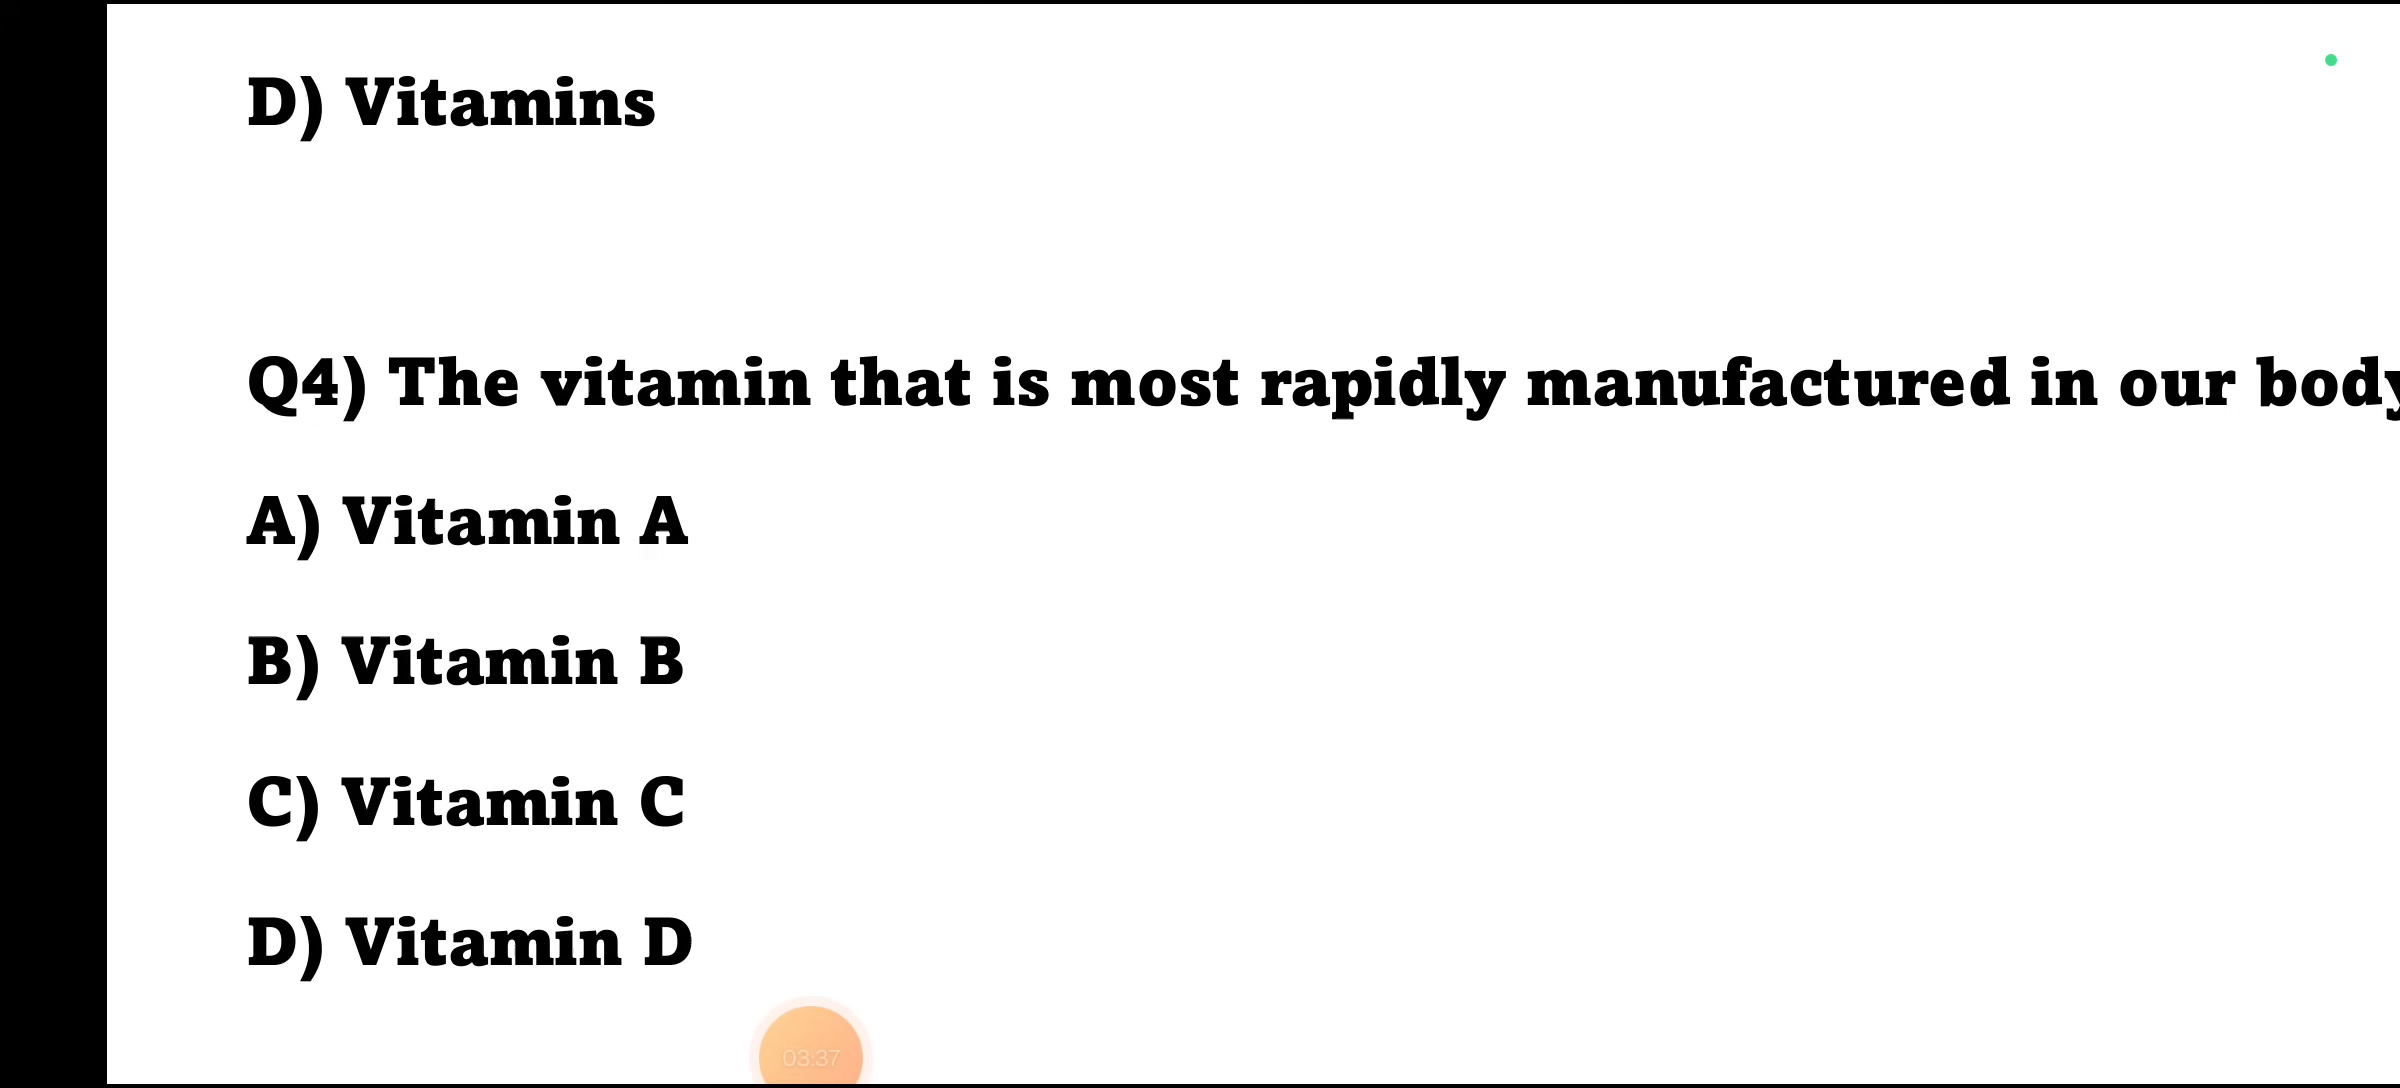 D) Vitamins
Q4) The vitamin that is most rapidly manufactured in our body
A) Vitamin A
B) Vitamin B
C) Vitamin C
D) Vitamin D
03:37